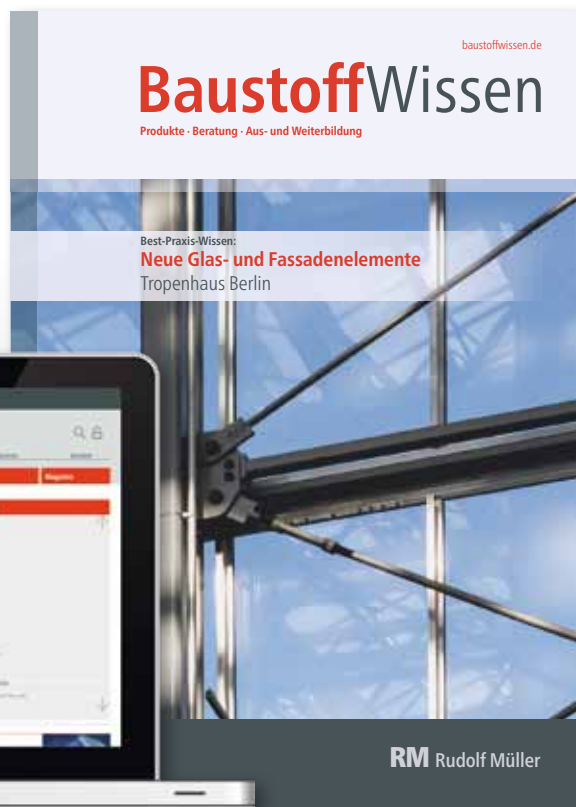 baustoffwissen.de
BaustoffWissen
Produkte · Beratung · Aus- und Weiterbildung
Best-Praxis-Wissen:
Neue Glas- und Fassadenelemente
Tropenhaus Berlin
Magazin
RM Rudolf Müller